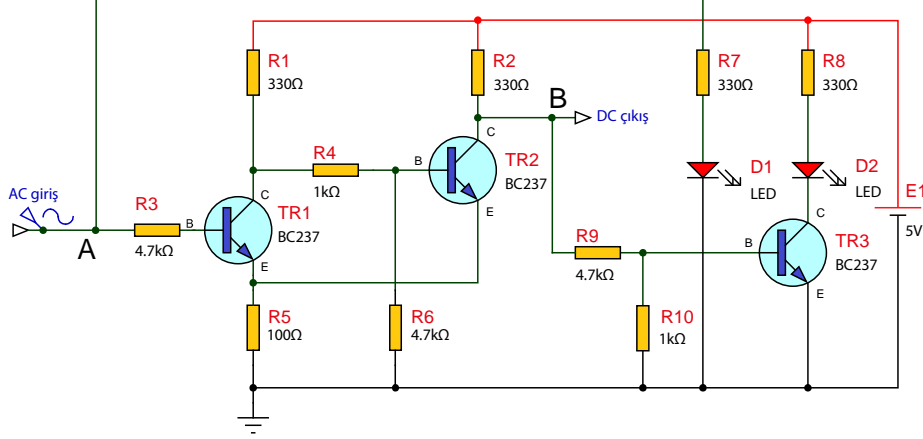 R1
330Ω
R2
330Ω
R7
330Ω
R8
330Ω
B
DC çıkış
C
R4
1kΩ
B
TR2
BC237
E
D1
LED
D2
LED
E1
5V
AC giriş
A
R3
4.7kΩ
B
C
TR1
BC237
E
R9
4.7kΩ
B
C
TR3
BC237
E
R5
100Ω
R6
4.7kΩ
R10
1kΩ